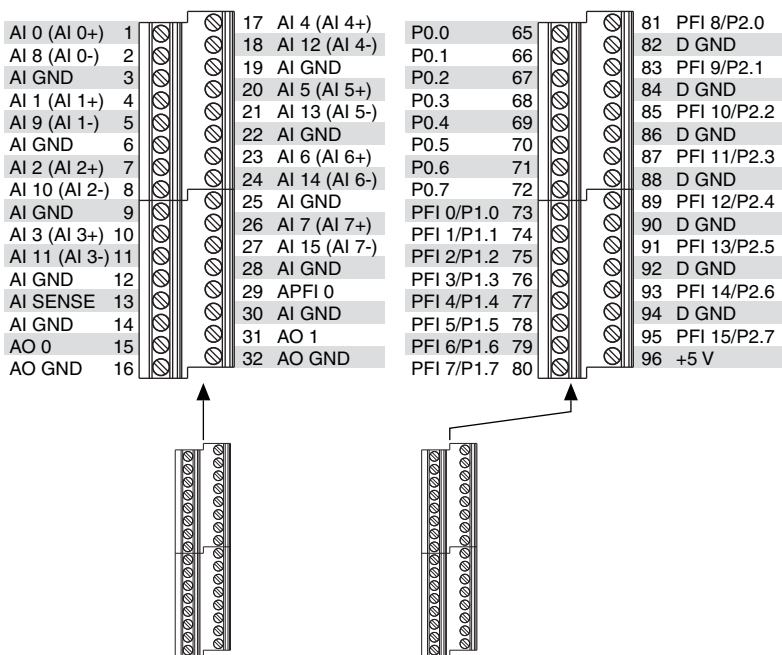 AI 0 (AI 0+) 1
AI 8 (AI 0-) 2
AI GND 3
AI 1 (AI 1+) 4
AI 9 (AI 1-) 5
AI GND 6
AI 2 (AI 2+) 7
AI 10 (AI 2-) 8
AI GND 9
AI 3 (AI 3+) 10
AI 11 (AI 3-) 11
AI GND 12
AI SENSE 13
AI GND 14
AO 0 15
AO GND 16
17 AI 4 (AI 4+)
18 AI 12 (AI 4-)
19 AI GND
20 AI 5 (AI 5+)
21 AI 13 (AI 5-)
22 AI GND
23 AI 6 (AI 6+)
24 AI 14 (AI 6-)
25 AI GND
26 AI 7 (AI 7+)
27 AI 15 (AI 7-)
28 AI GND
29 APFI 0
30 AI GND
31 AO 1
32 AO GND
P0.0 65
P0.1 66
P0.2 67
P0.3 68
P0.4 69
P0.5 70
P0.6 71
P0.7 72
PFI 0/P1.0 73
PFI 1/P1.1 74
PFI 2/P1.2 75
PFI 3/P1.3 76
PFI 4/P1.4 77
PFI 5/P1.5 78
PFI 6/P1.6 79
PFI 7/P1.7 80
81 PFI 8/P2.0
82 D GND
83 PFI 9/P2.1
84 D GND
85 PFI 10/P2.2
86 D GND
87 PFI 11/P2.3
88 D GND
89 PFI 12/P2.4
90 D GND
91 PFI 13/P2.5
92 D GND
93 PFI 14/P2.6
94 D GND
95 PFI 15/P2.7
96 +5 V